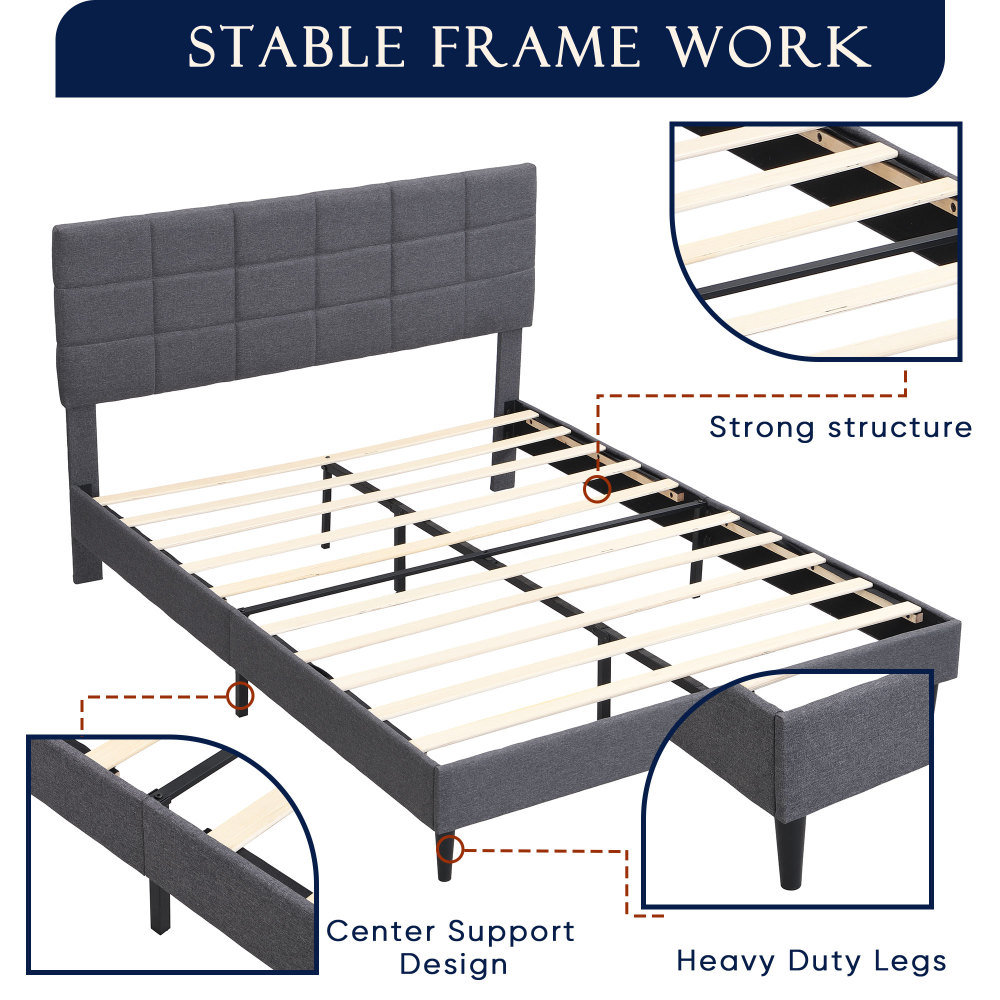 STABLE FRAME WORK
Strong structure
Center Support
Design
Heavy Duty Legs